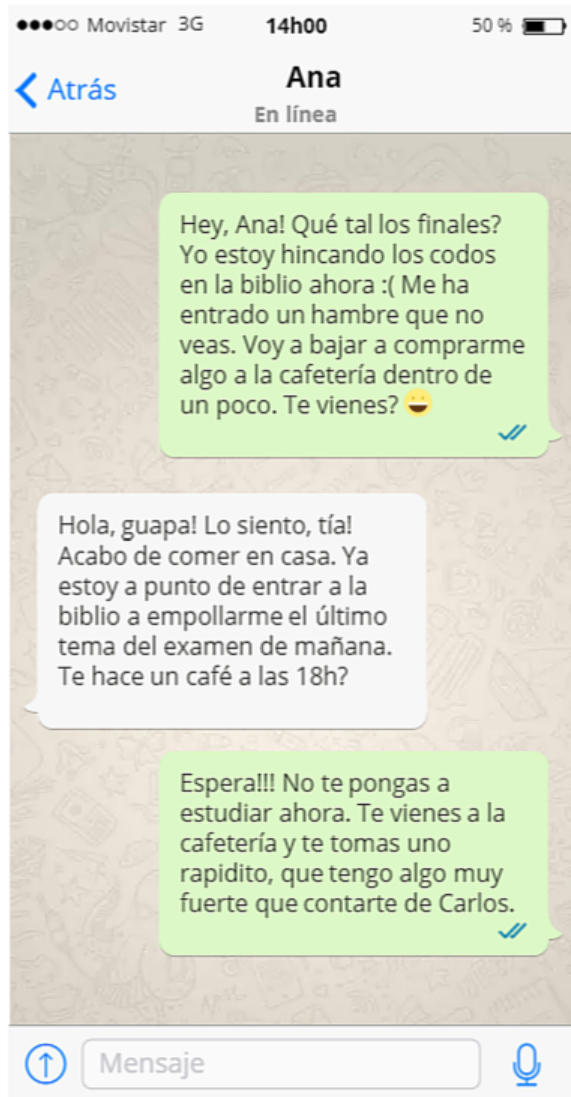 Movistar 3G 14h00 50 %
Atrás Ana
En línea
Hey, Ana! Qué tal los finales?
Yo estoy hincando los codos
en la biblio ahora :( Me ha
entrado un hambre que no
veas. Voy a bajar a comprarme
algo a la cafetería dentro de
un poco. Te vienes? 😄
Hola, guapa! Lo siento, tía!
Acabo de comer en casa. Ya
estoy a punto de entrar a la
biblio a empollarme el último
tema del examen de mañana.
Te hace un café a las 18h?
Espera!!! No te pongas a
estudiar ahora. Te vienes a la
cafetería y te tomas uno
rapidito, que tengo algo muy
fuerte que contarte de Carlos.
Mensaje